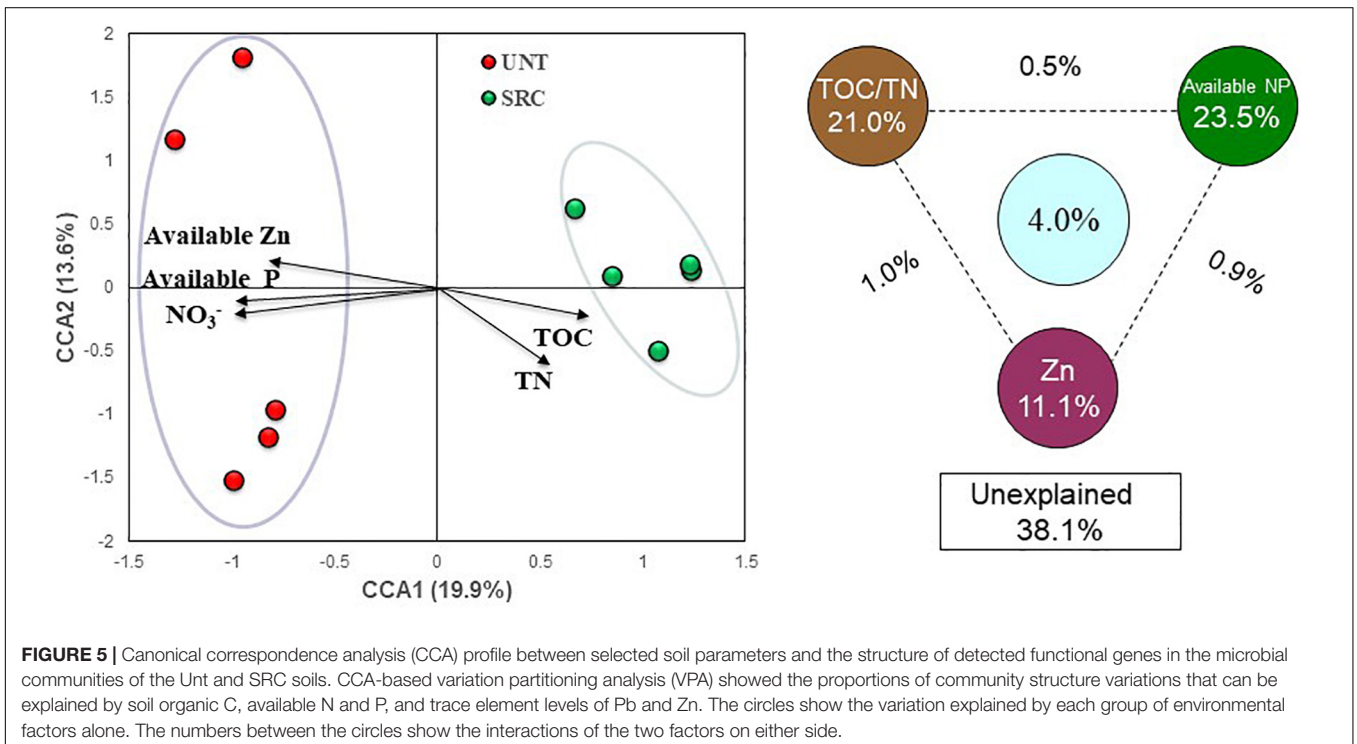 2
1.5
1
0.5
0
-0.5
-1
-1.5
-2
CCA2 (13.6%)
UNT
SRC
Available Zn
Available P
NO₃⁻
TOC
TN
-1.5 -1 -0.5 0 0.5 1 1.5
CCA1 (19.9%)
TOC/TN
21.0%
0.5%
Available NP
23.5%
4.0%
1.0%
0.9%
Zn
11.1%
Unexplained
38.1%
FIGURE 5 | Canonical correspondence analysis (CCA) profile between selected soil parameters and the structure of detected functional genes in the microbial
communities of the Unt and SRC soils. CCA-based variation partitioning analysis (VPA) showed the proportions of community structure variations that can be
explained by soil organic C, available N and P, and trace element levels of Pb and Zn. The circles show the variation explained by each group of environmental
factors alone. The numbers between the circles show the interactions of the two factors on either side.